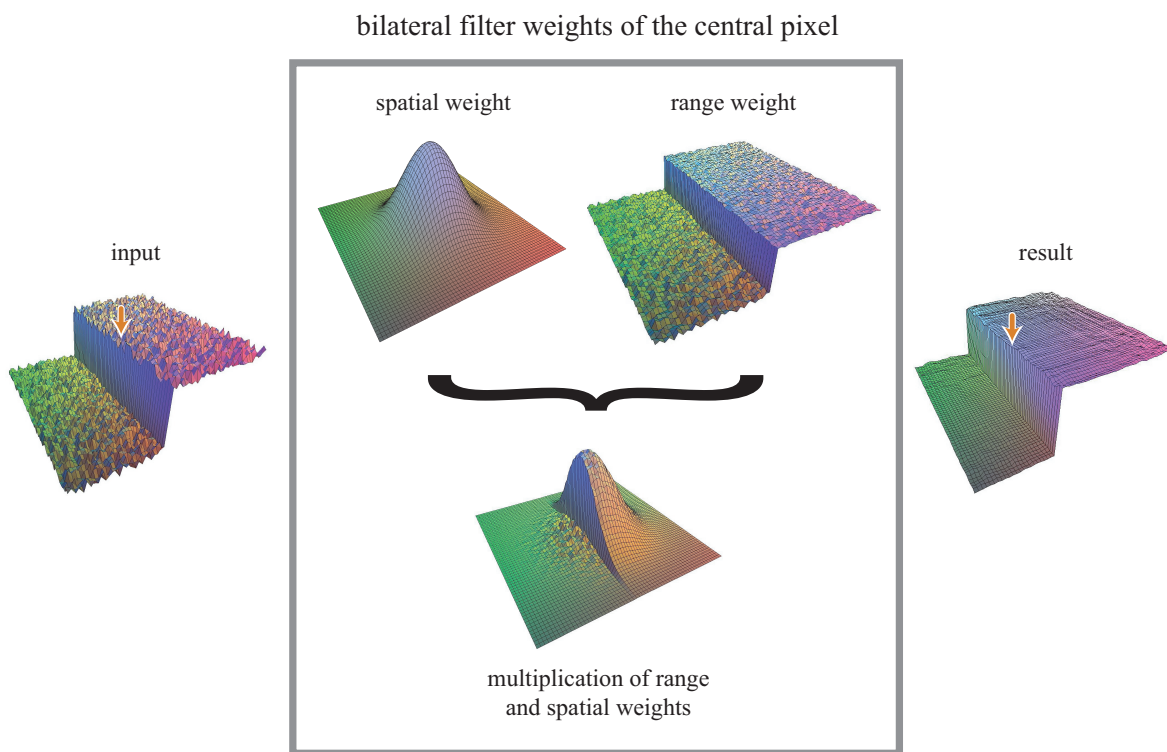 bilateral filter weights of the central pixel
spatial weight
range weight
input
result
multiplication of range
and spatial weights